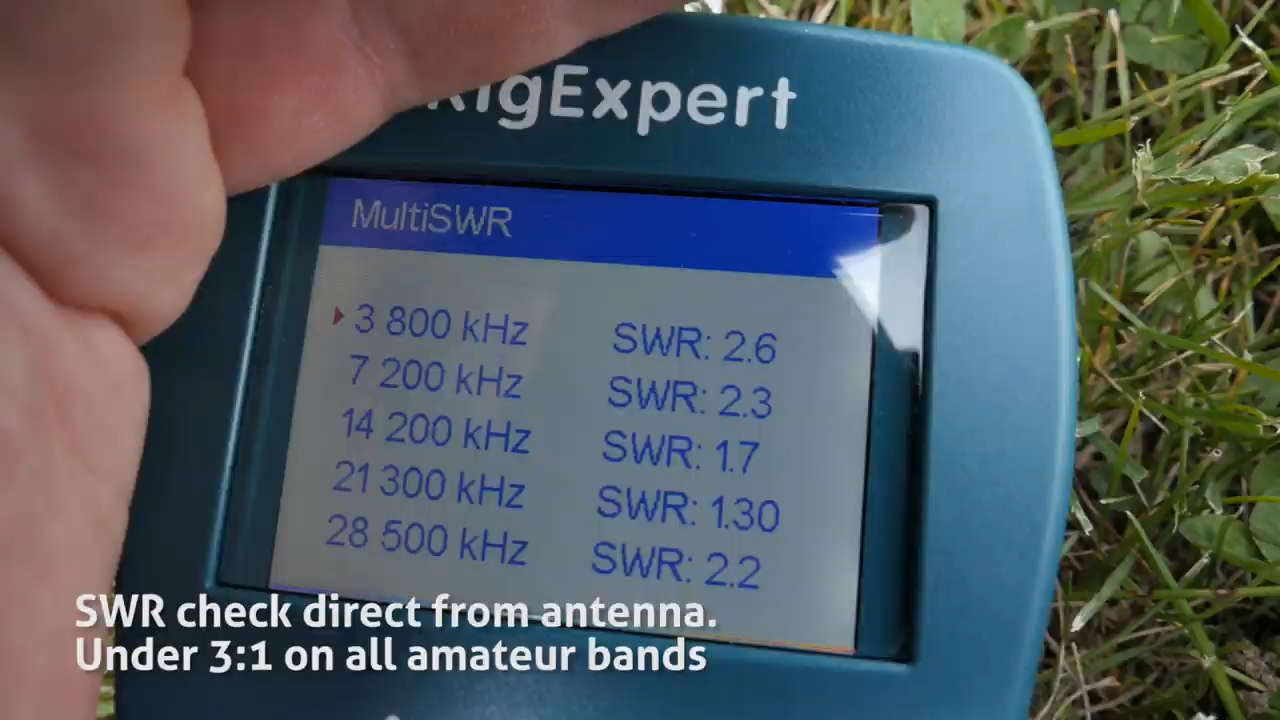 RigExpert
MultiSWR
3 800 kHz SWR: 2.6
7 200 kHz SWR: 2.3
14 200 kHz SWR: 1.7
21 300 kHz SWR: 1.30
28 500 kHz SWR: 2.2
SWR check direct from antenna.
Under 3:1 on all amateur bands